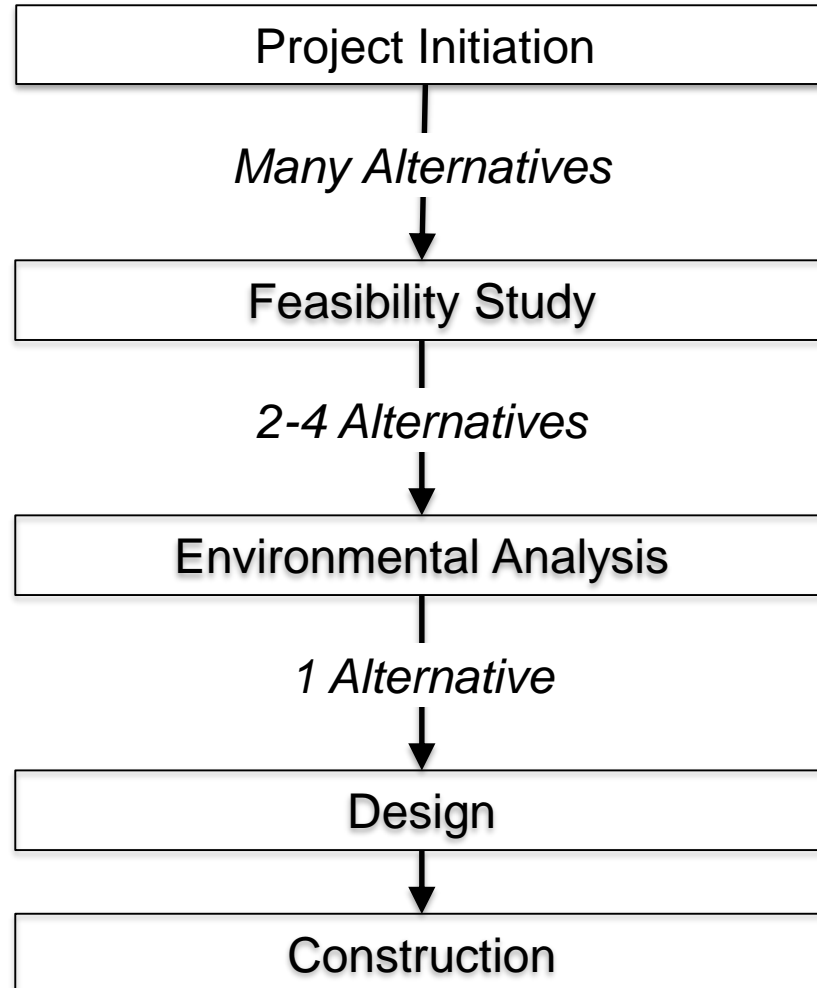 Project Initiation
Many Alternatives
Feasibility Study
2-4 Alternatives
Environmental Analysis
1 Alternative
Design
Construction